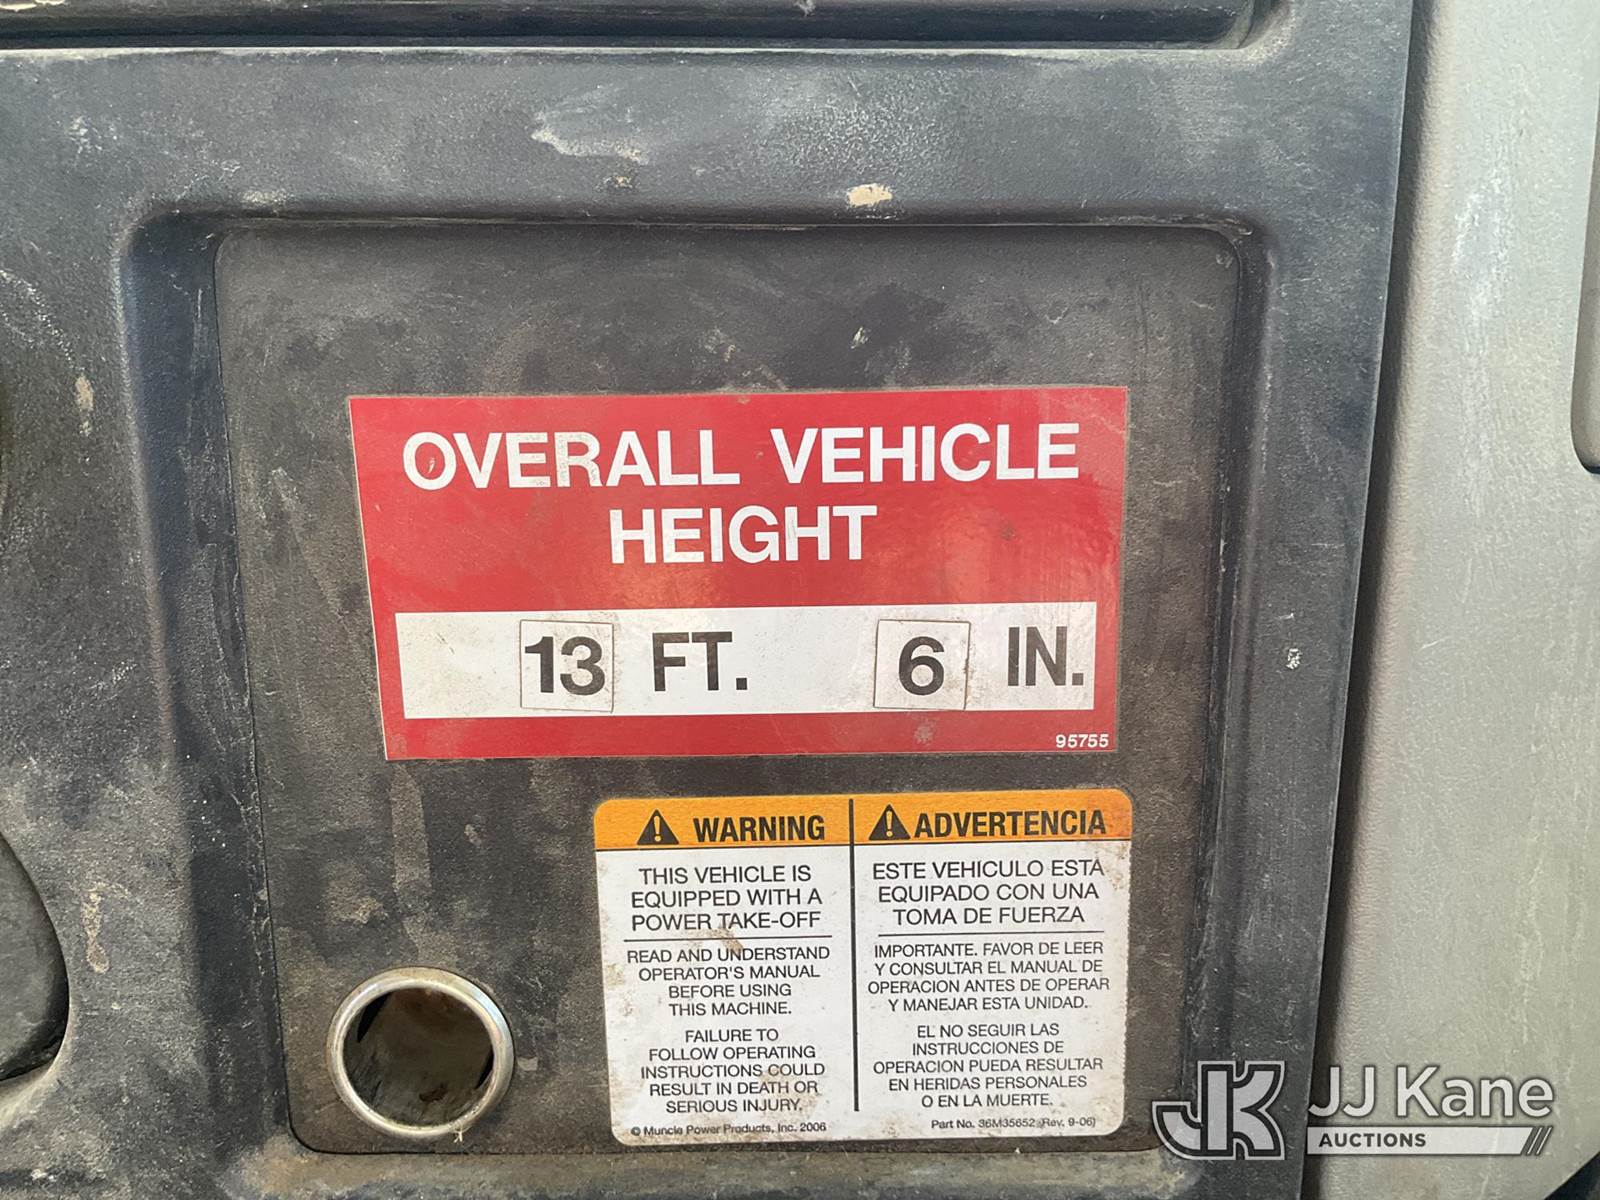 OVERALL VEHICLE
HEIGHT
13 FT. 6 IN.
95755
WARNING
THIS VEHICLE IS
EQUIPPED WITH A
POWER TAKE-OFF
READ AND UNDERSTAND
OPERATOR'S MANUAL
BEFORE USING
THIS MACHINE.
FAILURE TO
FOLLOW OPERATING
INSTRUCTIONS COULD
RESULT IN DEATH OR
SERIOUS INJURY.
© Muncie Power Products, Inc. 2006
ADVERTENCIA
ESTE VEHICULO ESTÁ
EQUIPADO CON UNA
TOMA DE FUERZA
IMPORTANTE. FAVOR DE LEER
Y CONSULTAR EL MANUAL DE
OPERACION ANTES DE OPERAR
Y MANEJAR ESTA UNIDAD.
EL NO SEGUIR LAS
INSTRUCCIONES DE
OPERACION PUEDA RESULTAR
EN HERIDAS PERSONALES
O EN LA MUERTE.
Part No. 36M35652 (Rev. 9-06)
JK JJ Kane
AUCTIONS